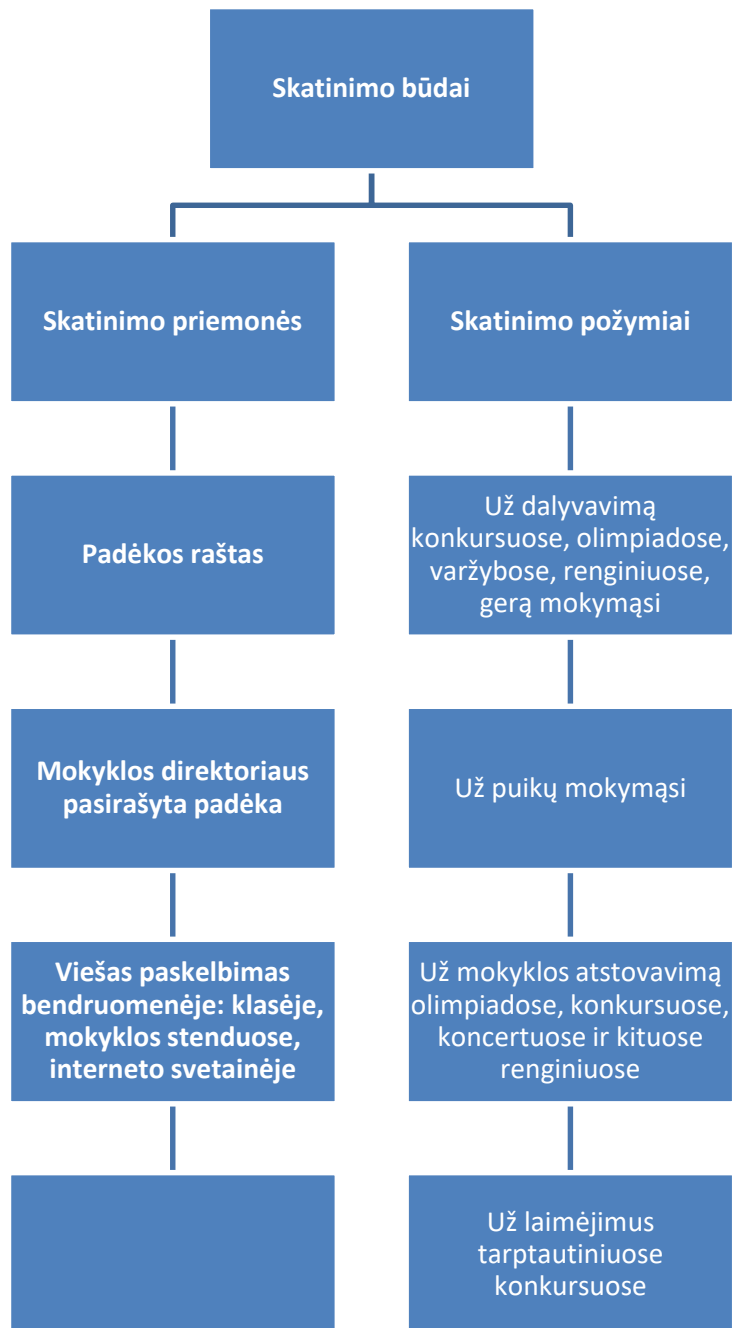 Skatinimo būdai
Skatinimo priemonės
Skatinimo požymiai
Padėkos raštas
Už dalyvavimą
konkursuose, olimpiadose,
varžybose, renginiuose,
gerą mokymąsi
Mokyklos direktoriaus
pasirašyta padėka
Už puikų mokymąsi
Viešas paskelbimas
bendruomenėje: klasėje,
mokyklos stenduose,
interneto svetainėje
Už mokyklos atstovavimą
olimpiadose, konkursuose,
koncertuose ir kituose
renginiuose
Už laimėjimus
tarptautiniuose
konkursuose